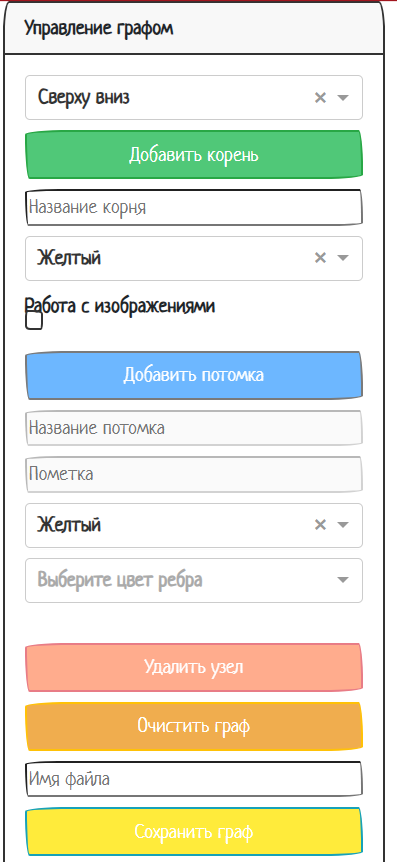 Управление графом
Сверху вниз
Добавить корень
Название корня
Желтый
Работа с изображениями
Добавить потомка
Название потомка
Пометка
Желтый
Выберите цвет ребра
Удалить узел
Очистить граф
Имя файла
Сохранить граф